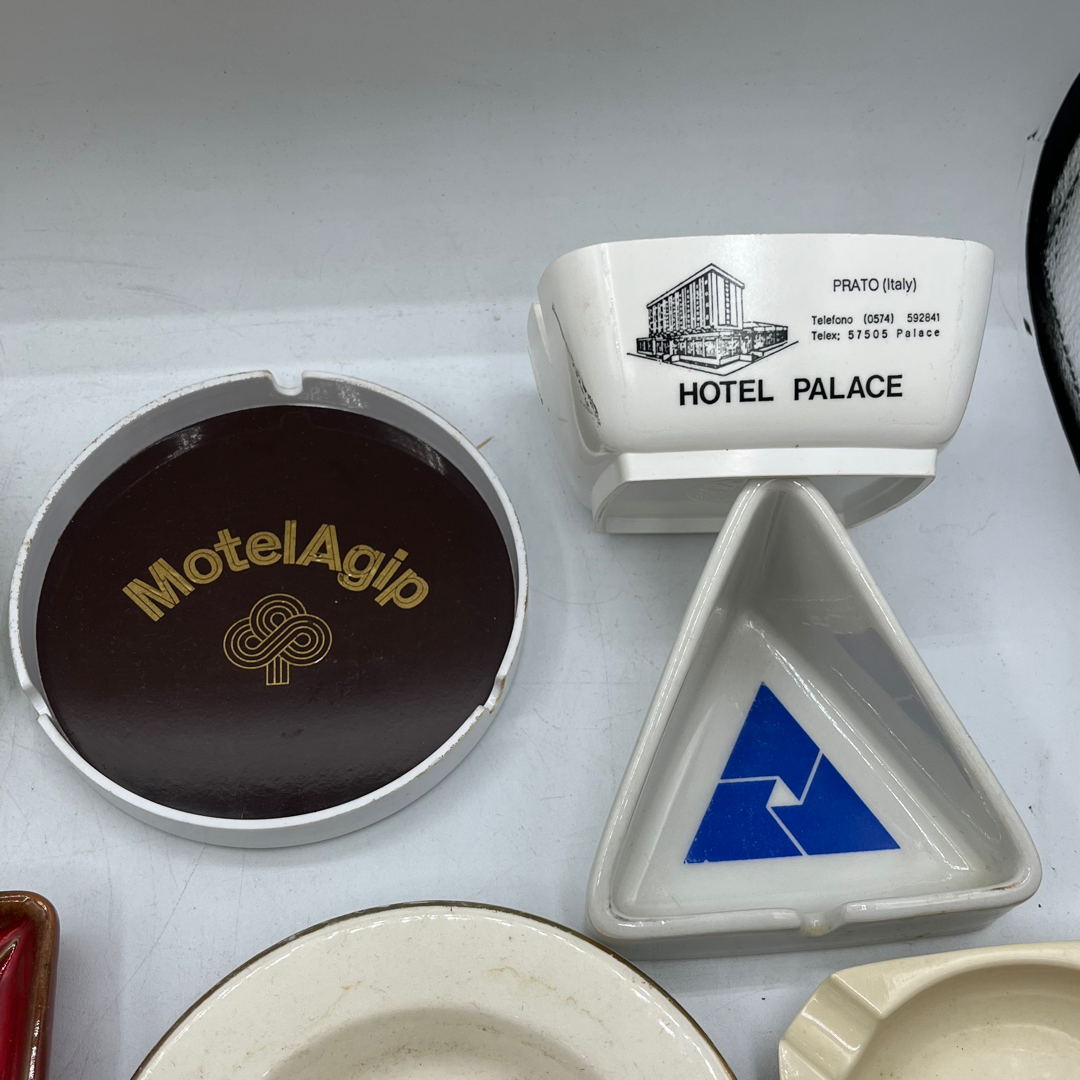 MotelAgip
PRATO (Italy)
Telefono (0574) 592841
Telex; 57505 Palace
HOTEL PALACE